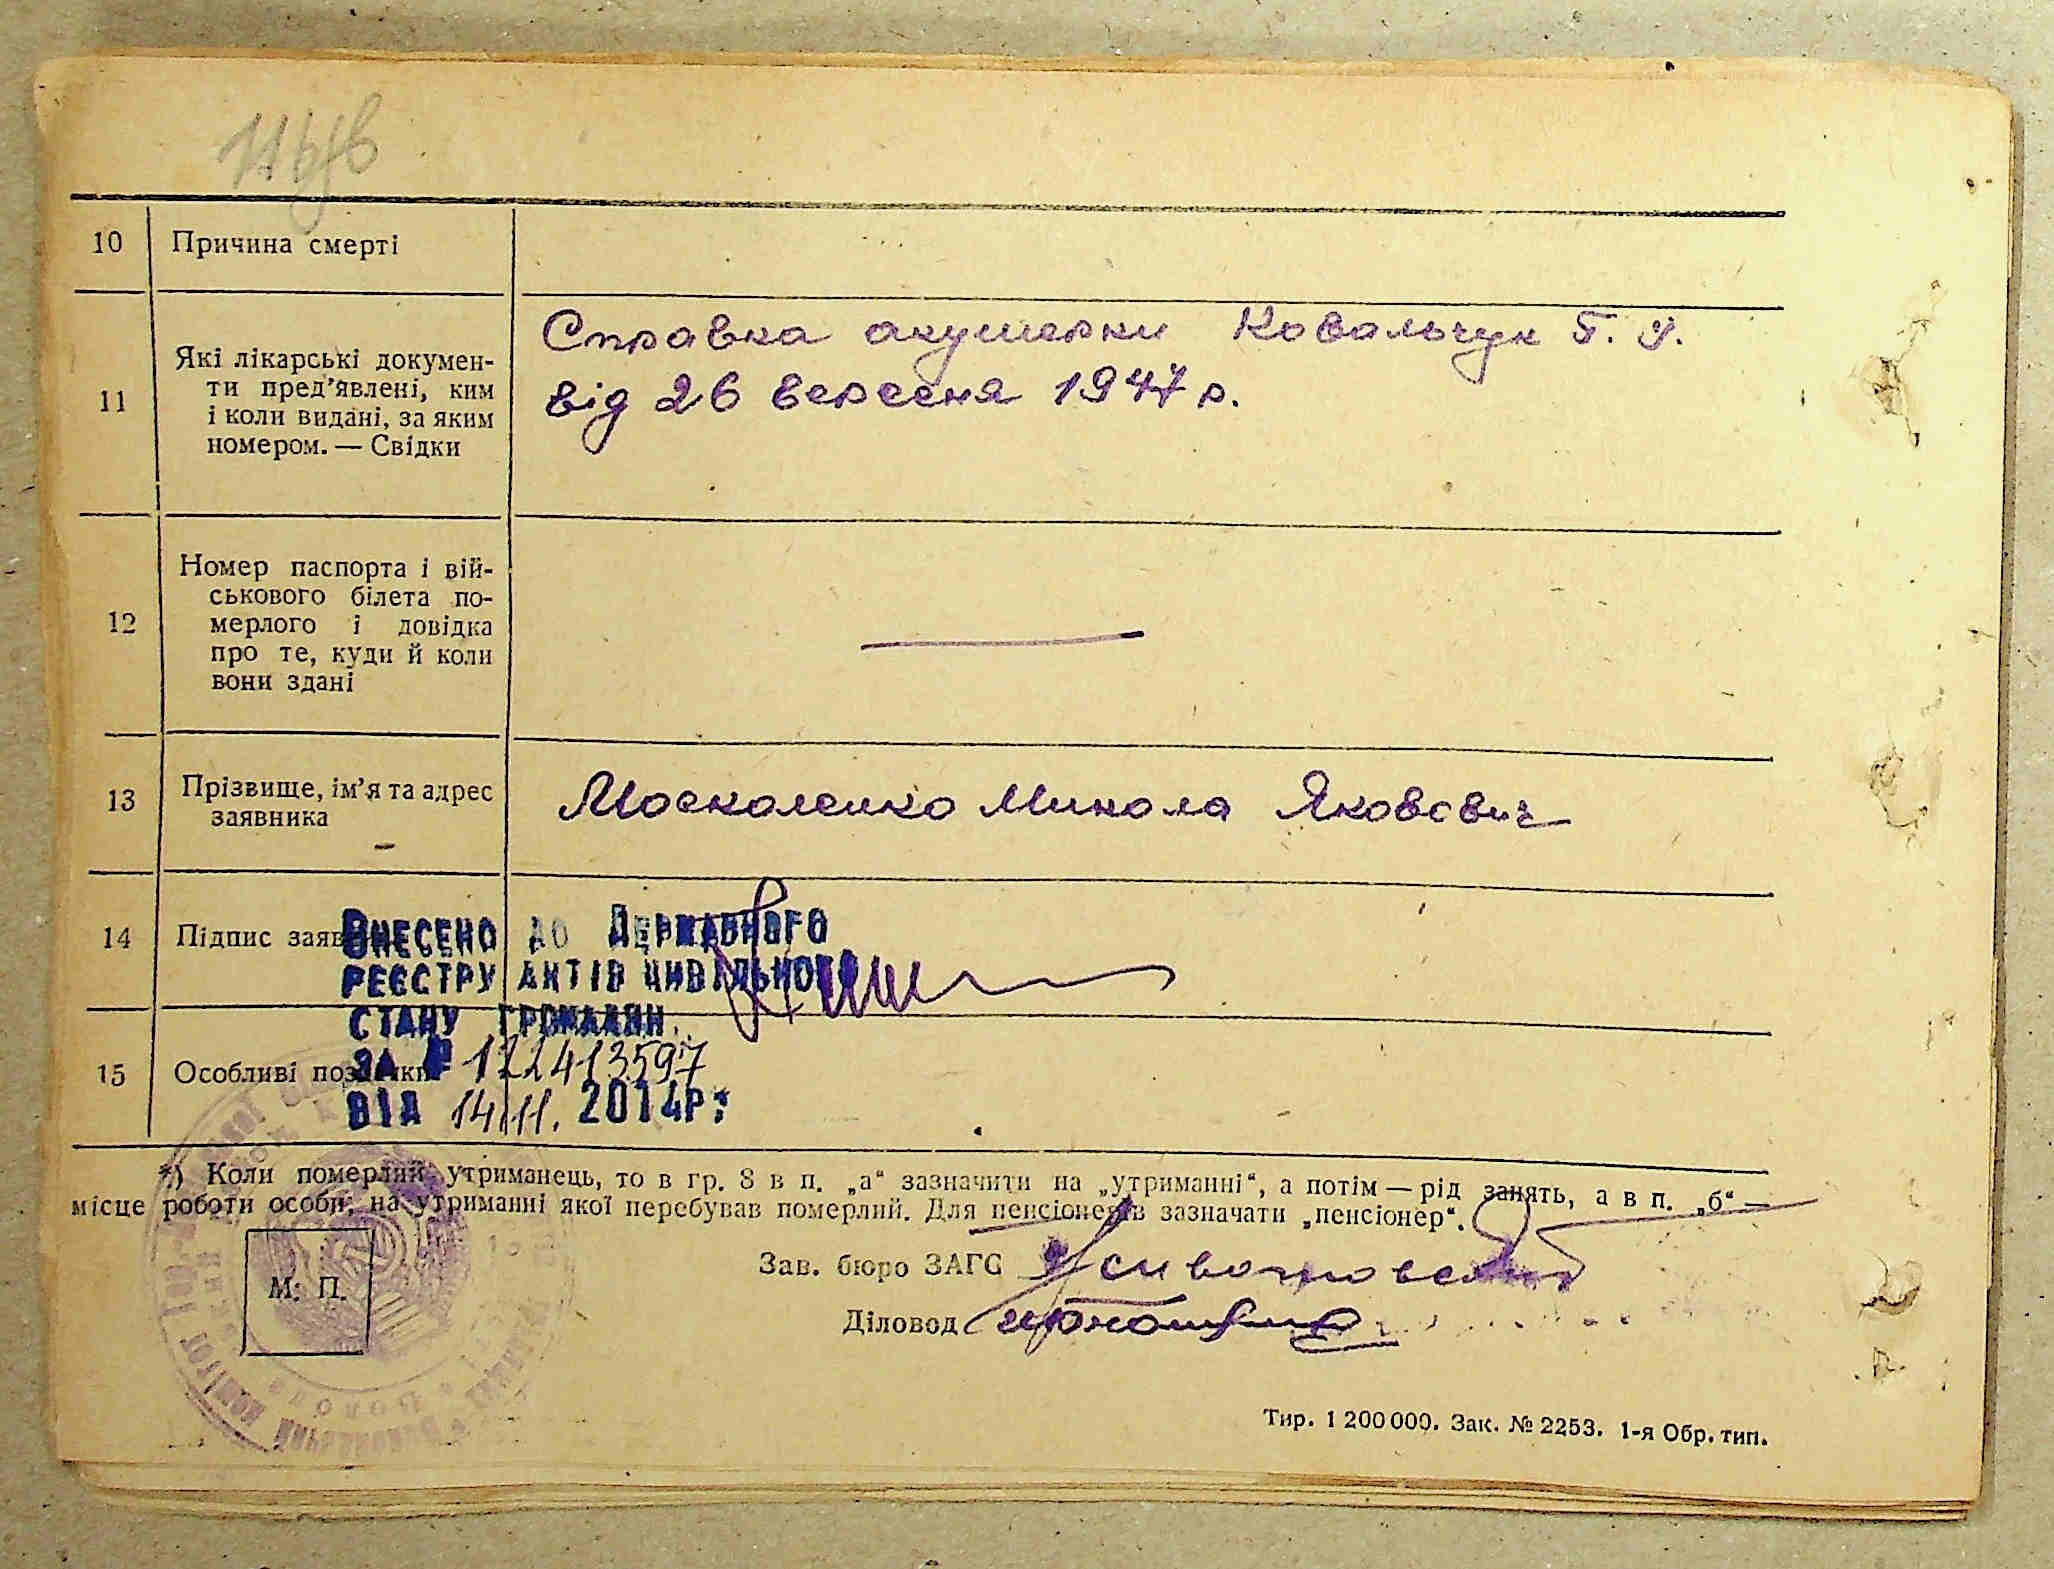 10 Причина смерті
11 Які лікарські докумен-
ти пред’явлені, ким
і коли видані, за яким
номером. — Свідки
Справка акушерки Ковальчук Г. У.
від 26 вересня 1947 р.
12 Номер паспорта і вій-
ськового білета по-
мерлого і довідка
про те, куди й коли
вони здані
13 Прізвище, ім’я та адрес
заявника
Москаленко Микола Яковєвич
14 Підпис
ВНЕСЕНО ДО ДЕРЖАВНОГО
РЕЄСТРУ АКТІВ ЦИВІЛЬНОГО
СТАНУ ГРОМАДЯН
15 Особливі
ЗА № 122413597
ВІД 14.11. 2014Р.
*) Коли померлий утриманець, то в гр. 8 в п. „а“ зазначити на „утриманні“, а потім — рід занять, а в п. „б“ —
місце роботи особи, на утриманні якої перебував померлий. Для пенсіонерів зазначати „пенсіонер“.
М. П.
Зав. бюро ЗАГС
Діловод
Тир. 1 200 000. Зак. № 2253. 1-я Обр. тип.